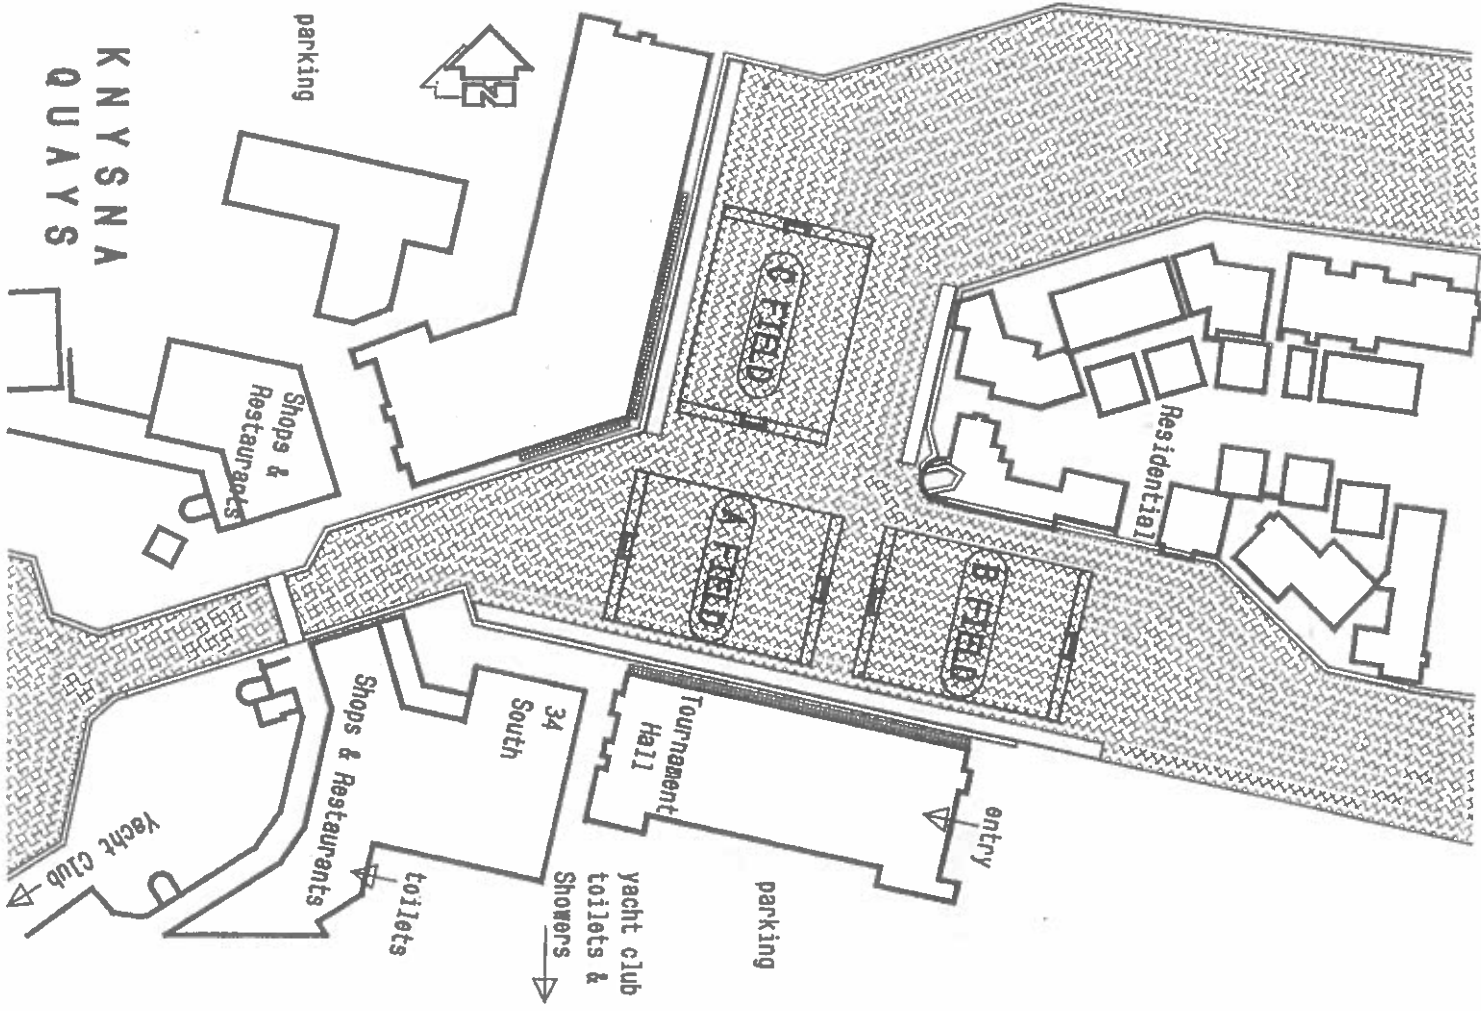 KNYSNA
QUAYS
parking
N
C FIELD
A FIELD
B FIELD
Residential
Shops &
Restaurants
Tournament
Hall
34
South
Shops & Restaurants
Yacht Club
toilets
entry
parking
yacht club
toilets &
Showers